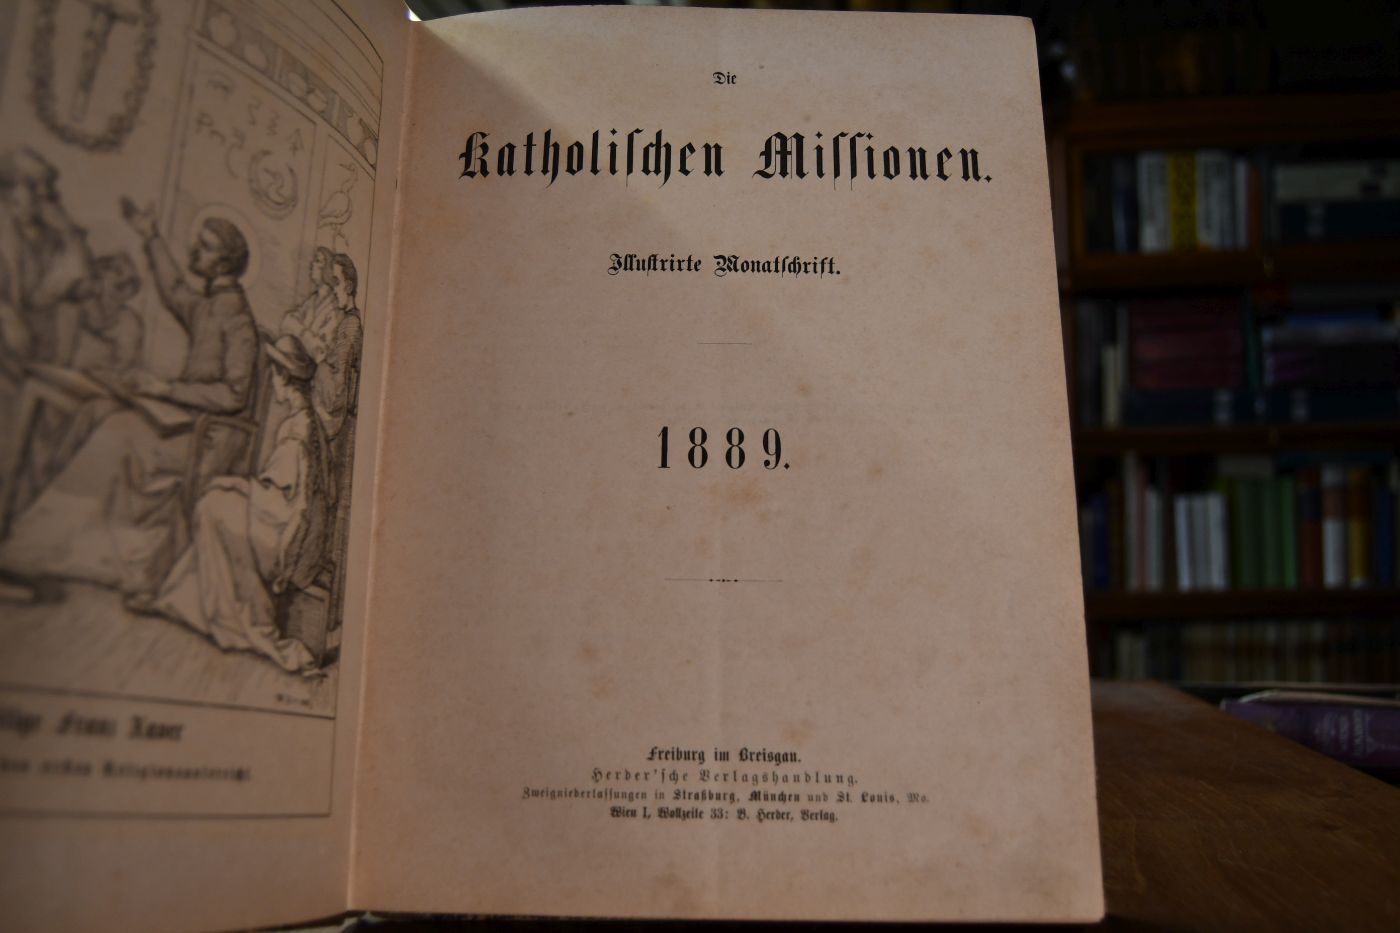 Die
Katholischen Missionen.
Illustrirte Monatschrift.
1889.
Freiburg im Breisgau.
Herder'sche Verlagshandlung.
Zweigniederlassungen in Straßburg, München und St. Louis, Mo.
Wien I, Wollzeile 33: B. Herder, Verlag.
Franz Xaver
Religionsunterricht